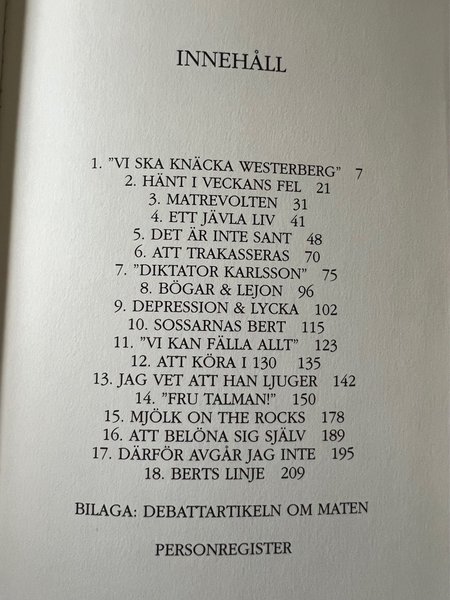 INNEHÅLL
1. ”VI SKA KNÄCKA WESTERBERG” 7
2. HÄNT I VECKANS FEL 21
3. MATREVOLTEN 31
4. ETT JÄVLA LIV 41
5. DET ÄR INTE SANT 48
6. ATT TRAKASSERAS 70
7. ”DIKTATOR KARLSSON” 75
8. BÖGAR & LEJON 96
9. DEPRESSION & LYCKA 102
10. SOSSARNAS BERT 115
11. ”VI KAN FÄLLA ALLT” 123
12. ATT KÖRA I 130 135
13. JAG VET ATT HAN LJUGER 142
14. ”FRU TALMAN!” 150
15. MJÖLK ON THE ROCKS 178
16. ATT BELÖNA SIG SJÄLV 189
17. DÄRFÖR AVGÅR JAG INTE 195
18. BERTS LINJE 209
BILAGA: DEBATTARTIKELN OM MATEN
PERSONREGISTER